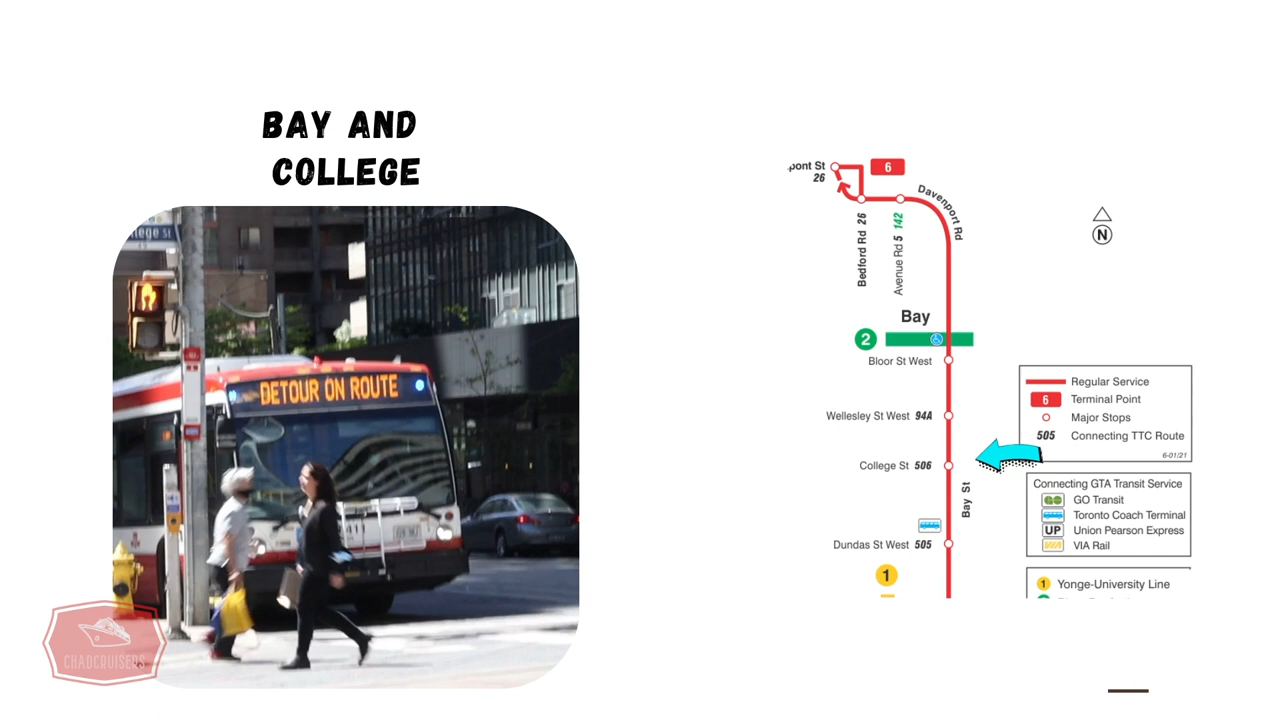 BAY AND
COLLEGE
lege St
DETOUR ON ROUTE
CHADCRUISERS
pont St
26
6
Davenport Rd
Bedford Rd 26
Avenue Rd 5 142
Bay
2
Bloor St West
Wellesley St West 94A
College St 506
Bay St
Dundas St West 505
1
N
Regular Service
6 Terminal Point
Major Stops
505 Connecting TTC Route
6-01/21
Connecting GTA Transit Service
GO Transit
Toronto Coach Terminal
UP Union Pearson Express
VIA Rail
1 Yonge-University Line